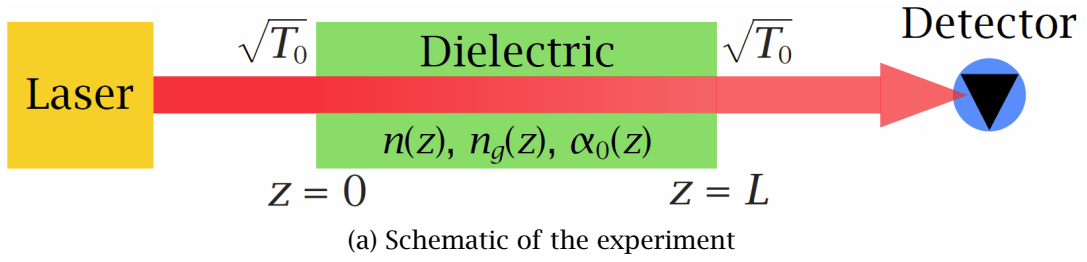 Detector
√T₀ Dielectric √T₀
Laser
n(z), n_g(z), α₀(z)
z = 0 z = L
(a) Schematic of the experiment